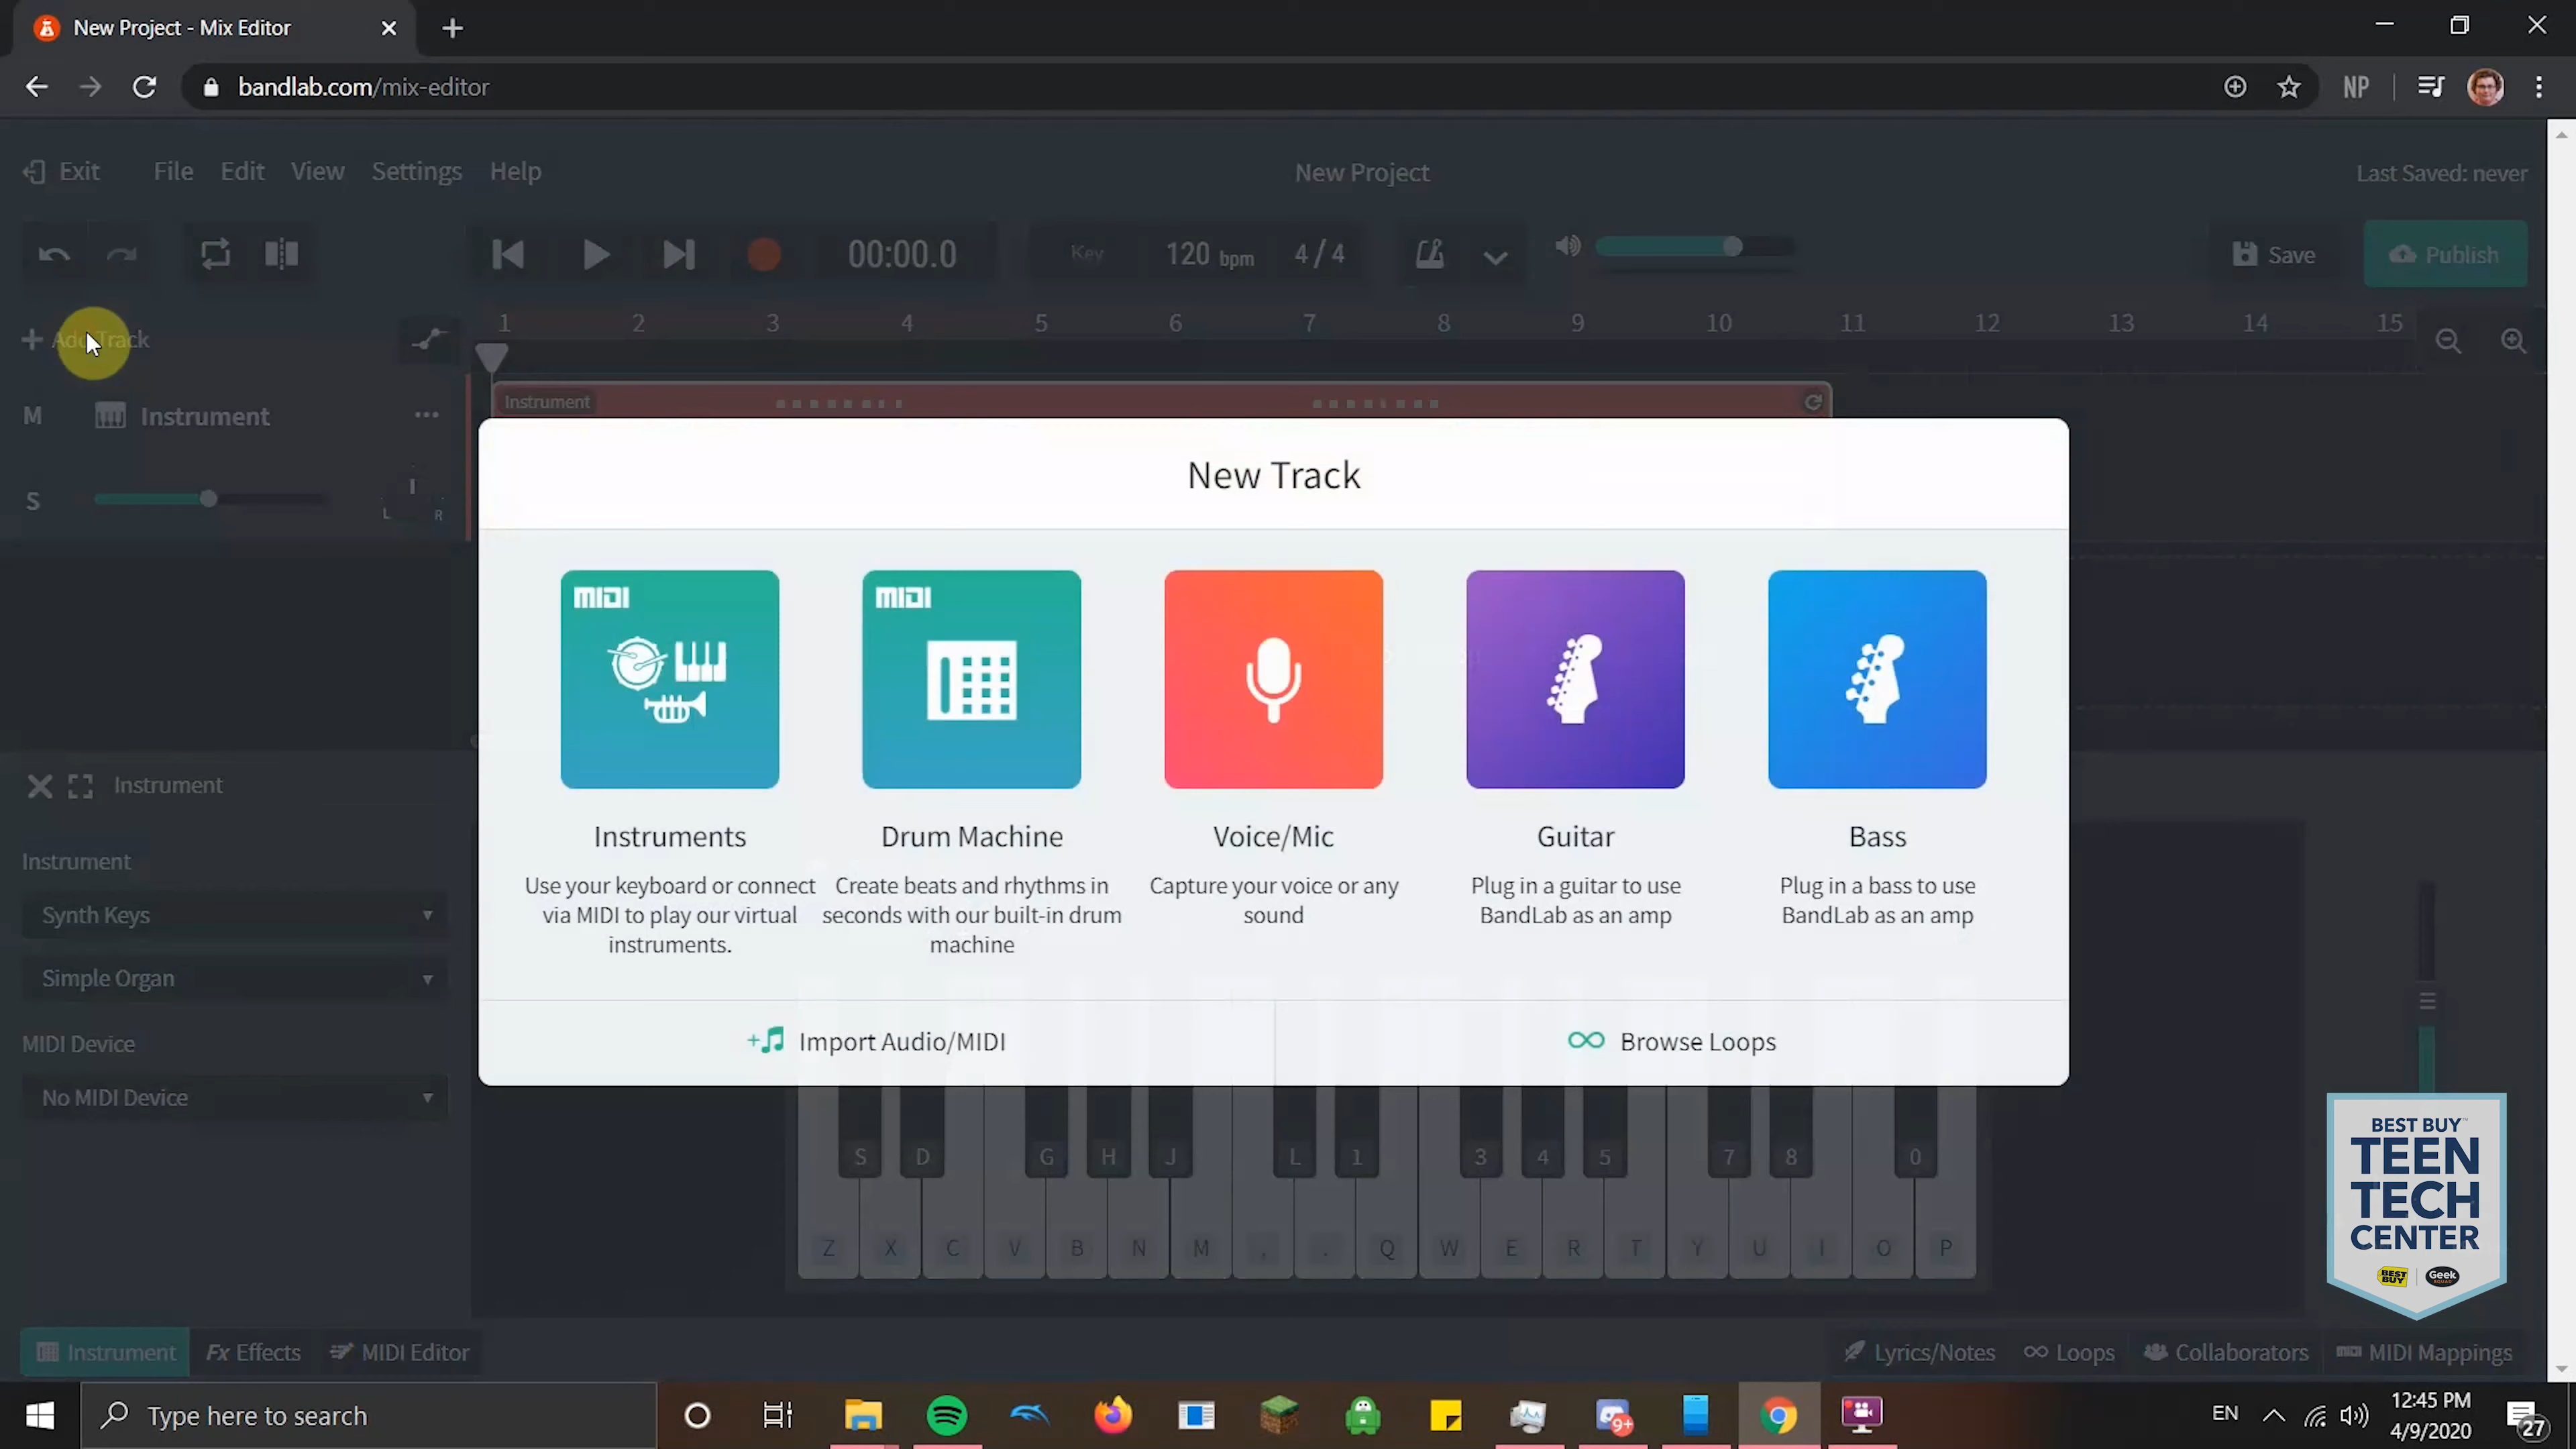 New Project - Mix Editor
bandlab.com/mix-editor
NP
Exit File Edit View Settings Help
New Project
Last Saved: never
00:00.0
Key
120 bpm
4 / 4
Save
Publish
Add Track
1 2 3 4 5 6 7 8 9 10 11 12 13 14 15
M Instrument
Instrument
S
L R
New Track
MIDI
MIDI
Instruments
Use your keyboard or connect
via MIDI to play our virtual
instruments.
Drum Machine
Create beats and rhythms in
seconds with our built-in drum
machine
Voice/Mic
Capture your voice or any
sound
Guitar
Plug in a guitar to use
BandLab as an amp
Bass
Plug in a bass to use
BandLab as an amp
Import Audio/MIDI
Browse Loops
Instrument
Instrument
Synth Keys
Simple Organ
MIDI Device
No MIDI Device
S D G H J L 1 3 4 5 7 8 0
Z X C V B N M , . Q W E R T Y U I O P
BEST BUY™
TEEN
TECH
CENTER
BEST BUY
Geek SQUAD
Instrument Fx Effects MIDI Editor
Lyrics/Notes Loops Collaborators MIDI Mappings
Type here to search
9+
EN
12:45 PM
4/9/2020
27